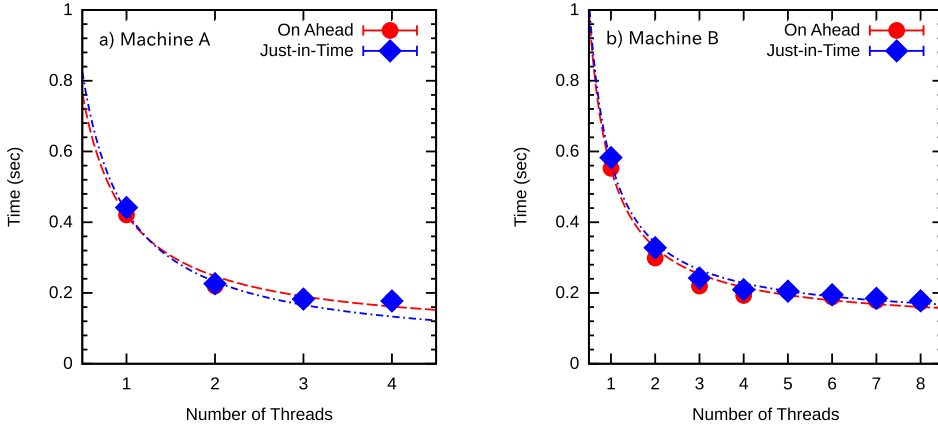 a) Machine A
On Ahead
Just-in-Time
Time (sec)
1
0.8
0.6
0.4
0.2
0
1 2 3 4
Number of Threads
b) Machine B
On Ahead
Just-in-Time
Time (sec)
1
0.8
0.6
0.4
0.2
0
1 2 3 4 5 6 7 8
Number of Threads